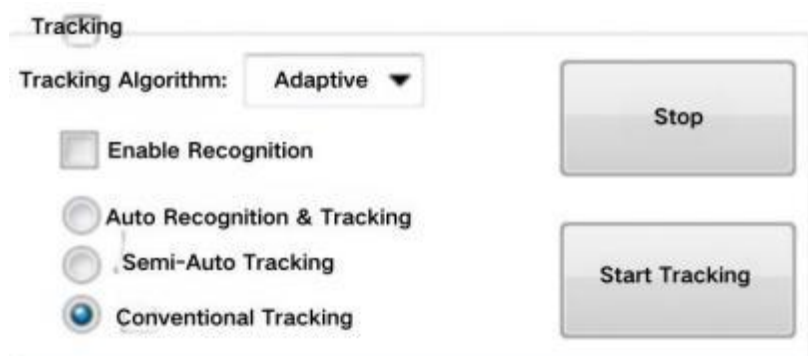 Tracking
Tracking Algorithm: Adaptive
Enable Recognition
Auto Recognition & Tracking
Semi-Auto Tracking
Conventional Tracking
Stop
Start Tracking